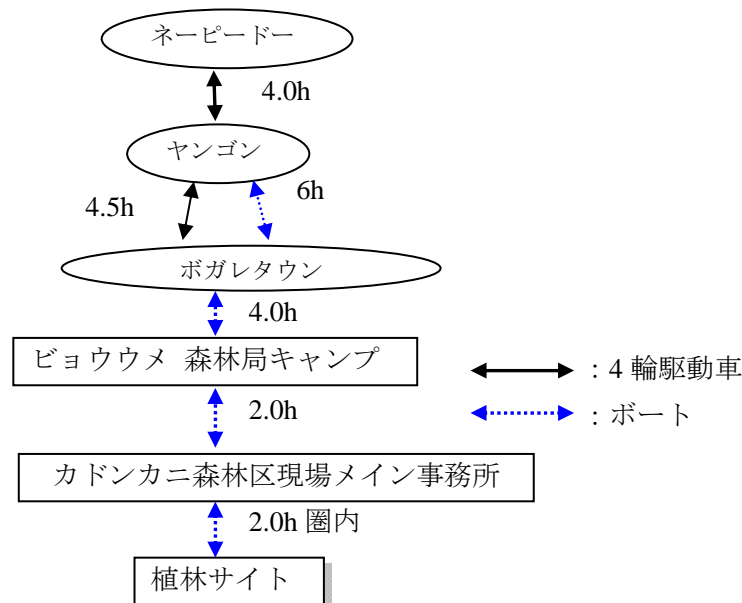 ネーピードー
4.0h
ヤンゴン
4.5h
6h
ボガレタウン
4.0h
ビョウウメ 森林局キャンプ
：4 輪駆動車
2.0h
：ボート
カドンカニ森林区現場メイン事務所
2.0h 圏内
植林サイト